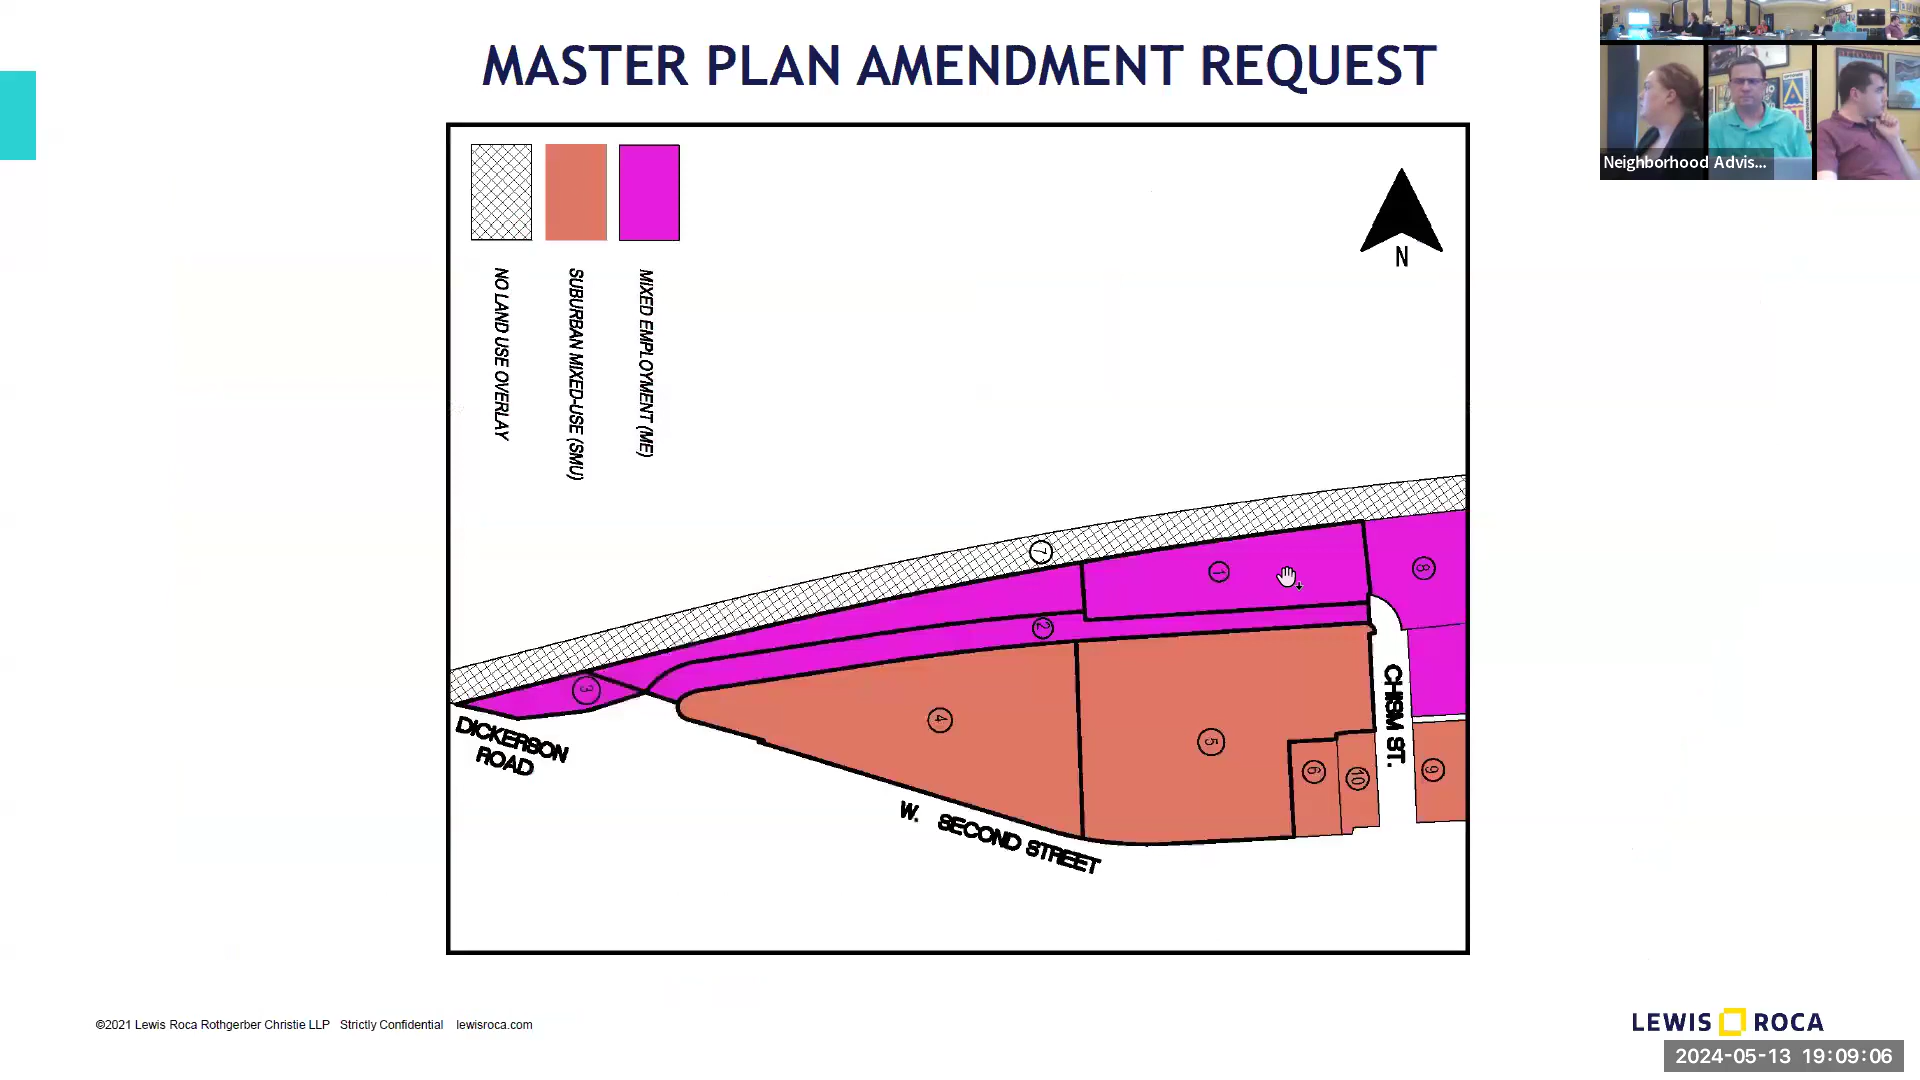 MASTER PLAN AMENDMENT REQUEST
Neighborhood Advis...
N
NO LAND USE OVERLAY
SUBURBAN MIXED-USE (SMU)
MIXED EMPLOYMENT (ME)
7
1
8
2
3
4
5
6
10
9
CHISM ST.
DICKERSON
ROAD
W. SECOND STREET
©2021 Lewis Roca Rothgerber Christie LLP Strictly Confidential lewisroca.com
LEWIS ROCA
2024-05-13 19:09:06